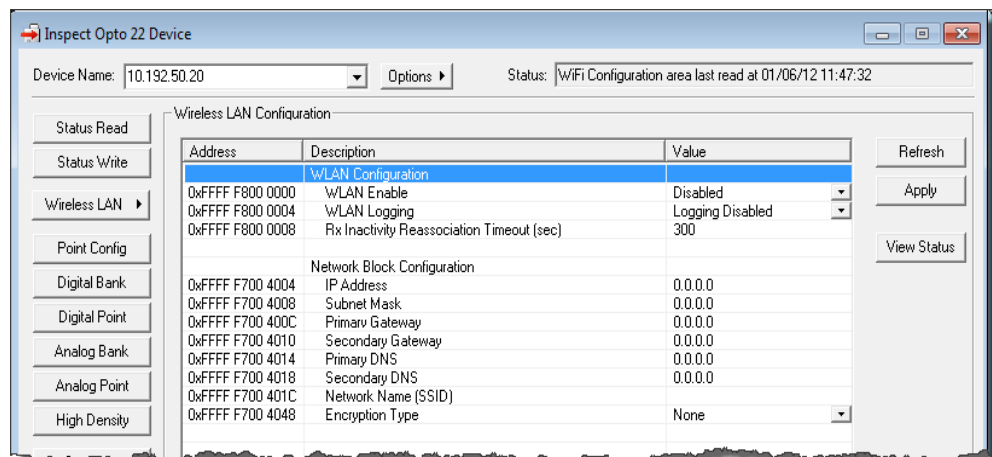 Inspect Opto 22 Device
Device Name: 10.192.50.20 Options Status: WiFi Configuration area last read at 01/06/12 11:47:32
Status Read
Status Write
Wireless LAN
Point Config
Digital Bank
Digital Point
Analog Bank
Analog Point
High Density
Wireless LAN Configuration
Address Description Value
WLAN Configuration
0xFFFF F800 0000 WLAN Enable Disabled
0xFFFF F800 0004 WLAN Logging Logging Disabled
0xFFFF F800 0008 Rx Inactivity Reassociation Timeout (sec) 300
Network Block Configuration
0xFFFF F700 4004 IP Address 0.0.0.0
0xFFFF F700 4008 Subnet Mask 0.0.0.0
0xFFFF F700 400C Primary Gateway 0.0.0.0
0xFFFF F700 4010 Secondary Gateway 0.0.0.0
0xFFFF F700 4014 Primary DNS 0.0.0.0
0xFFFF F700 4018 Secondary DNS 0.0.0.0
0xFFFF F700 401C Network Name (SSID)
0xFFFF F700 4048 Encryption Type None
Refresh
Apply
View Status